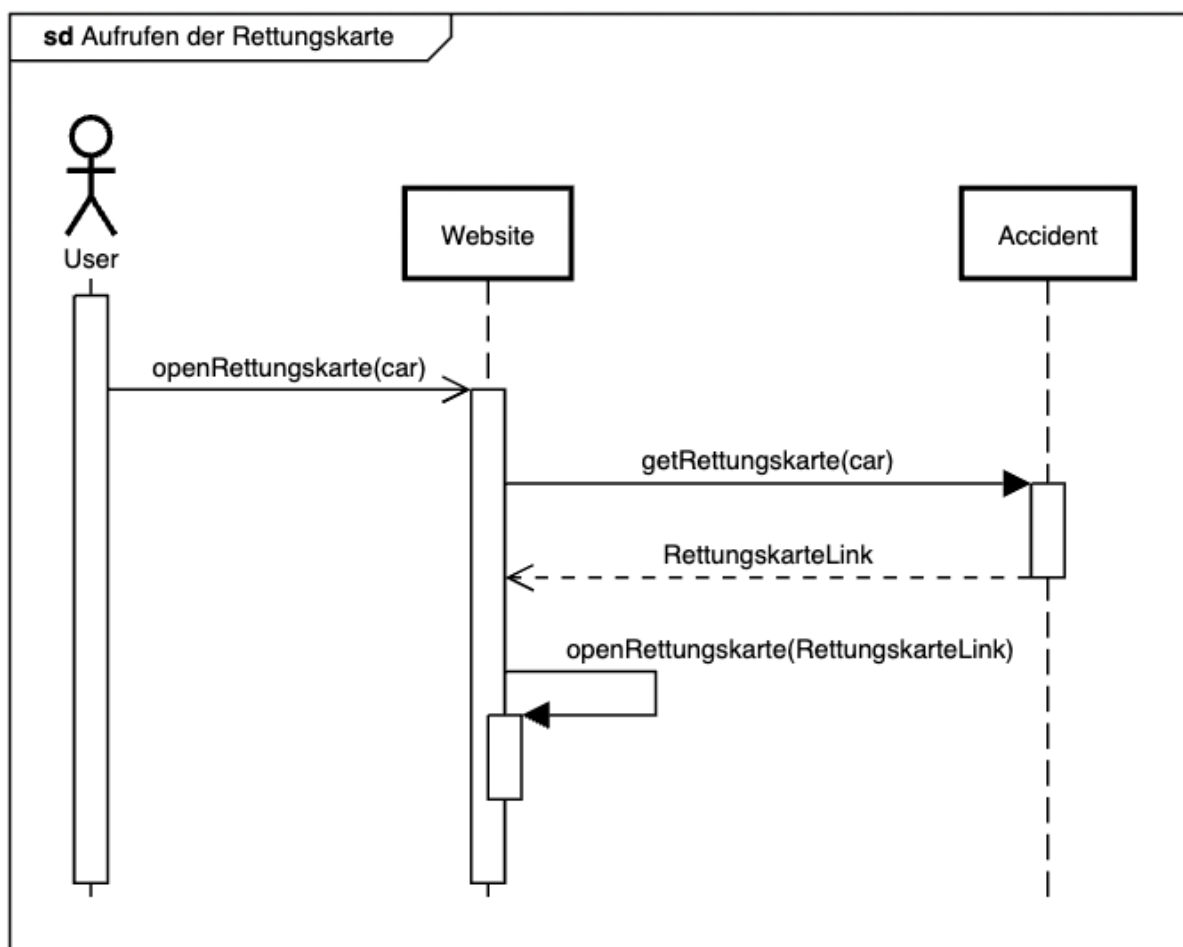 sd Aufrufen der Rettungskarte
User
Website
Accident
openRettungskarte(car)
getRettungskarte(car)
RettungskarteLink
openRettungskarte(RettungskarteLink)